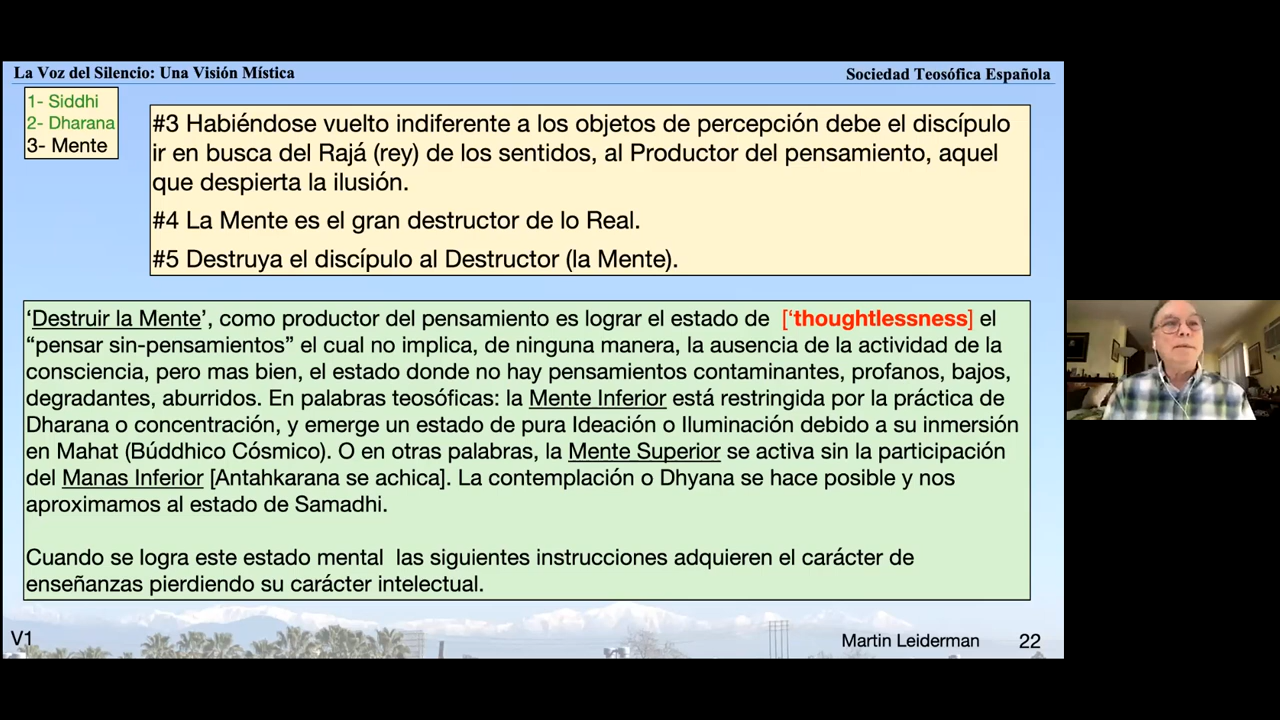 La Voz del Silencio: Una Visión Mística
Sociedad Teosófica Española
1- Siddhi
2- Dharana
3- Mente
#3 Habiéndose vuelto indiferente a los objetos de percepción debe el discípulo
ir en busca del Rajá (rey) de los sentidos, al Productor del pensamiento, aquel
que despierta la ilusión.
#4 La Mente es el gran destructor de lo Real.
#5 Destruya el discípulo al Destructor (la Mente).
‘Destruir la Mente’, como productor del pensamiento es lograr el estado de [‘thoughtlessness] el
“pensar sin-pensamientos” el cual no implica, de ninguna manera, la ausencia de la actividad de la
consciencia, pero mas bien, el estado donde no hay pensamientos contaminantes, profanos, bajos,
degradantes, aburridos. En palabras teosóficas: la Mente Inferior está restringida por la práctica de
Dharana o concentración, y emerge un estado de pura Ideación o Iluminación debido a su inmersión
en Mahat (Búddhico Cósmico). O en otras palabras, la Mente Superior se activa sin la participación
del Manas Inferior [Antahkarana se achica]. La contemplación o Dhyana se hace posible y nos
aproximamos al estado de Samadhi.
Cuando se logra este estado mental las siguientes instrucciones adquieren el carácter de
enseñanzas pierdiendo su carácter intelectual.
V1
Martin Leiderman
22